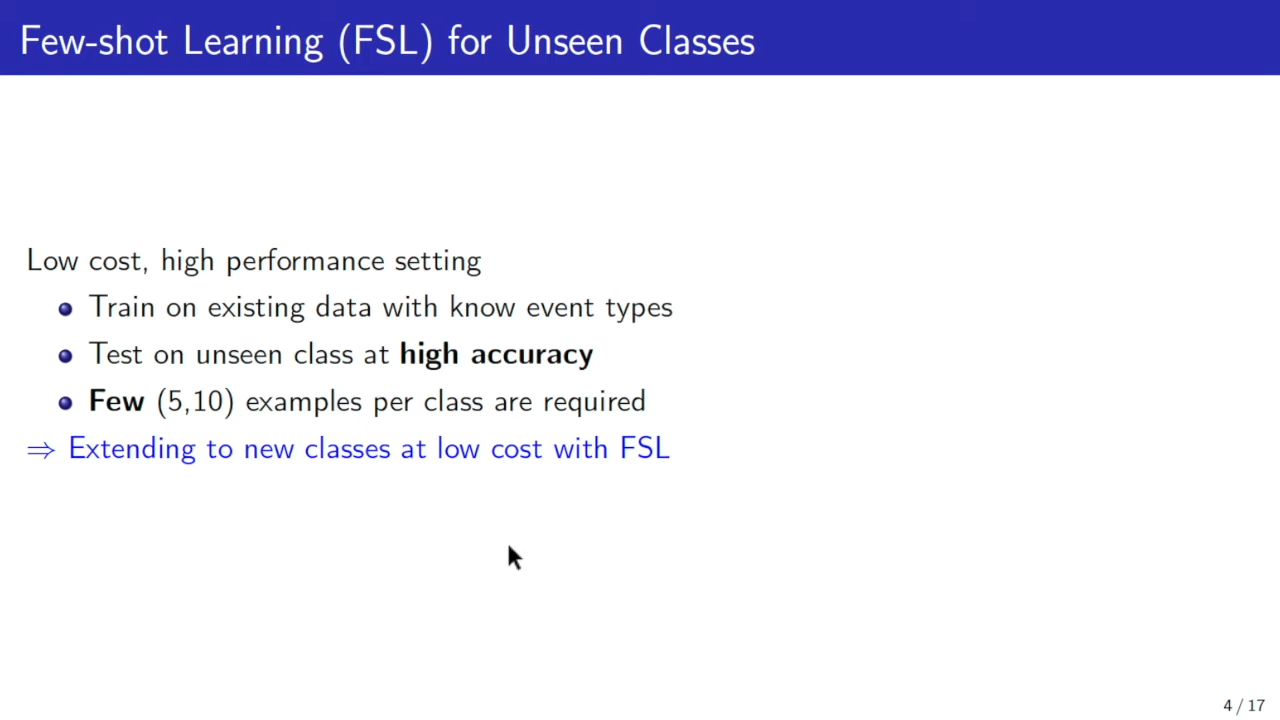 Few-shot Learning (FSL) for Unseen Classes
Low cost, high performance setting
Train on existing data with know event types
Test on unseen class at high accuracy
Few (5,10) examples per class are required
⇒ Extending to new classes at low cost with FSL
4 / 17